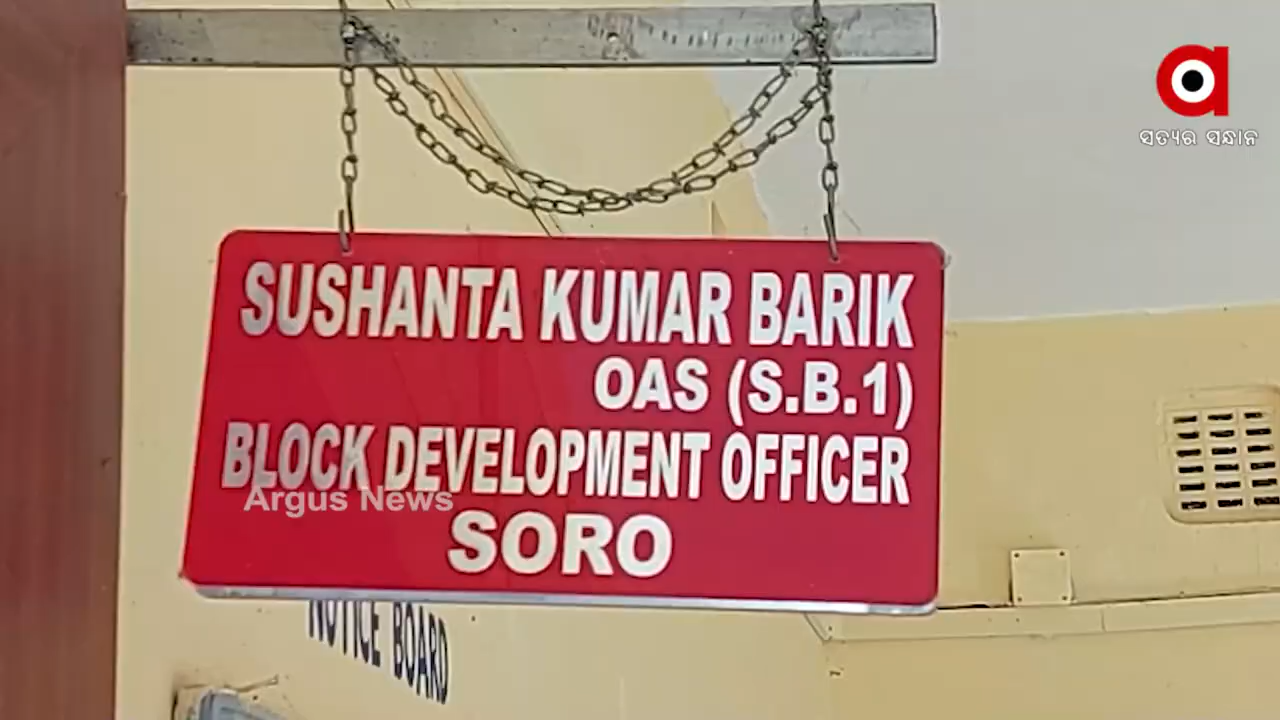 ସତ୍ୟର ସନ୍ଧାନ
SUSHANTA KUMAR BARIK
OAS (S.B.1)
BLOCK DEVELOPMENT OFFICER
Argus News
SORO
NOTICE BOARD